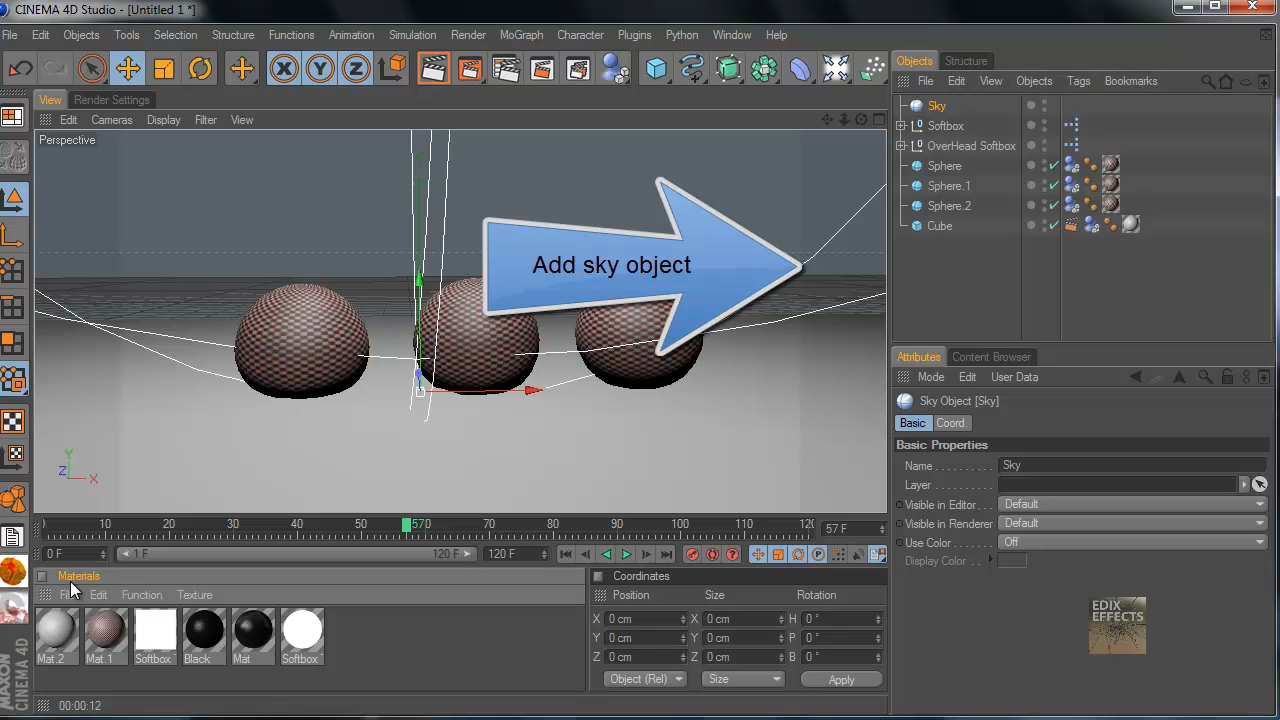 CINEMA 4D Studio - [Untitled 1 *]
File Edit Objects Tools Selection Structure Functions Animation Simulation Render MoGraph Character Plugins Python Window Help
X Y Z
View Render Settings
Edit Cameras Display Filter View
Perspective
Add sky object
Y
Z
X
10 20 30 40 50 570 70 80 90 100 110 120
57 F
0 F
1 F
120 F
120 F
Materials
Edit Function Texture
Mat.2 Mat.1 Softbox Black Mat Softbox
00:00:12
MAXON
CINEMA 4D
Coordinates
Position Size Rotation
X 0 cm X 0 cm H 0 °
Y 0 cm Y 0 cm P 0 °
Z 0 cm Z 0 cm B 0 °
Object (Rel) Size Apply
Objects Structure
File Edit View Objects Tags Bookmarks
Sky
Softbox
OverHead Softbox
Sphere
Sphere.1
Sphere.2
Cube
Attributes Content Browser
Mode Edit User Data
Sky Object [Sky]
Basic Coord.
Basic Properties
Name Sky
Layer
Visible in Editor Default
Visible in Renderer Default
Use Color Off
Display Color
EDIX
EFFECTS